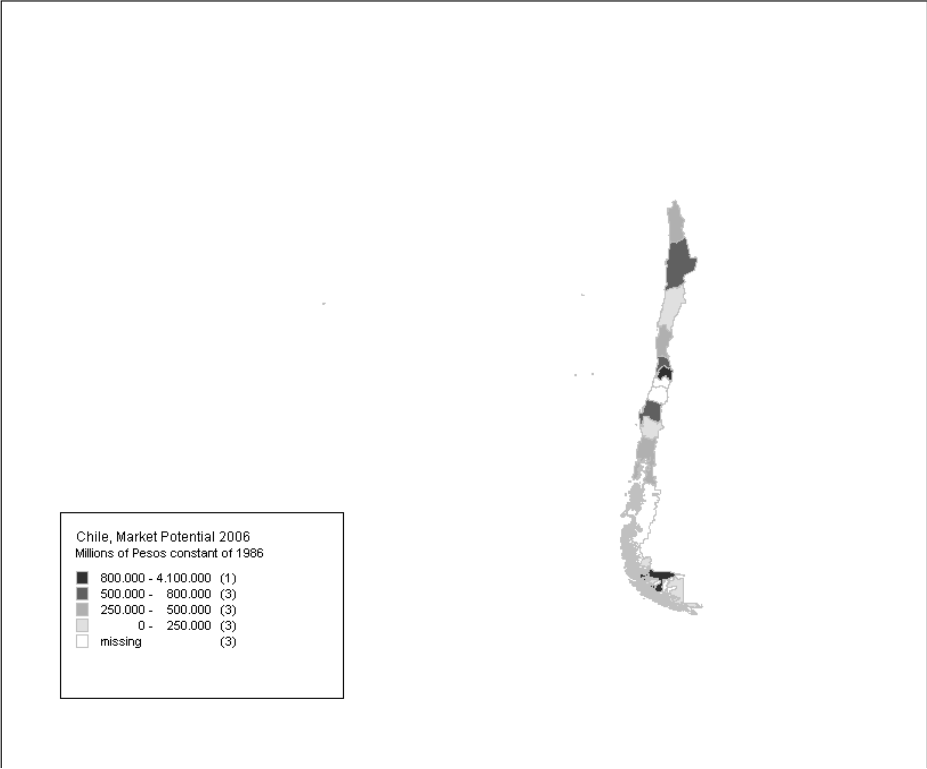 Chile, Market Potential 2006
Millions of Pesos constant of 1986
800.000 - 4.100.000 (1)
500.000 - 800.000 (3)
250.000 - 500.000 (3)
0 - 250.000 (3)
missing (3)